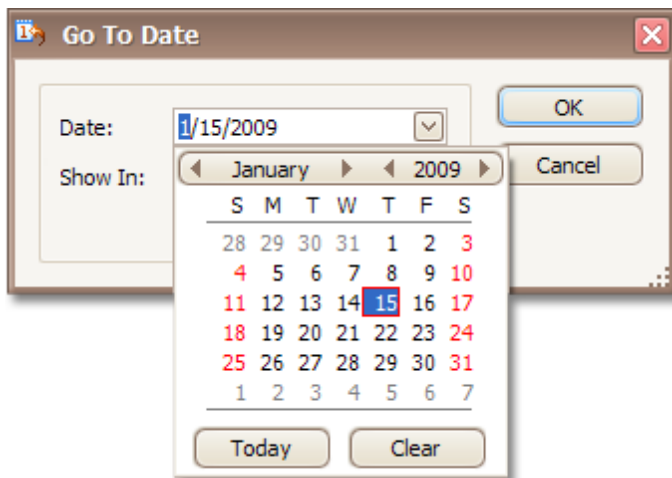 Go To Date
Date: 1/15/2009
OK
Show In:
Cancel
January 2009
S M T W T F S
28 29 30 31 1 2 3
4 5 6 7 8 9 10
11 12 13 14 15 16 17
18 19 20 21 22 23 24
25 26 27 28 29 30 31
1 2 3 4 5 6 7
Today Clear